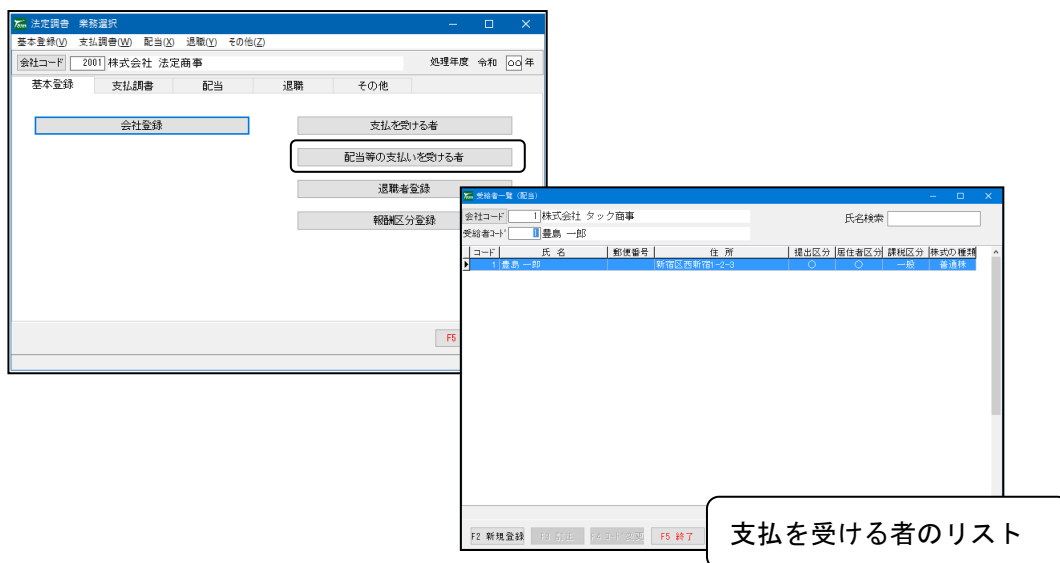 法定調書 業務選択
基本登録(V) 支払調書(W) 配当(X) 退職(Y) その他(Z)
会社コード 2001 株式会社 法定商事 処理年度 令和 ○○ 年
基本登録 支払調書 配当 退職 その他
会社登録 支払を受ける者
配当等の支払いを受ける者
退職者登録
報酬区分登録
F5
受給者一覧 (配当)
会社コード 1 株式会社 タック商事 氏名検索
受給者コード 1 豊島 一郎
コード 氏 名 郵便番号 住 所 提出区分 居住者区分 課税区分 株式の種類
1 豊島 一郎 新宿区西新宿1-2-3 ○ ○ 一般 普通株
F2 新規登録 F5 終了
支払を受ける者のリスト